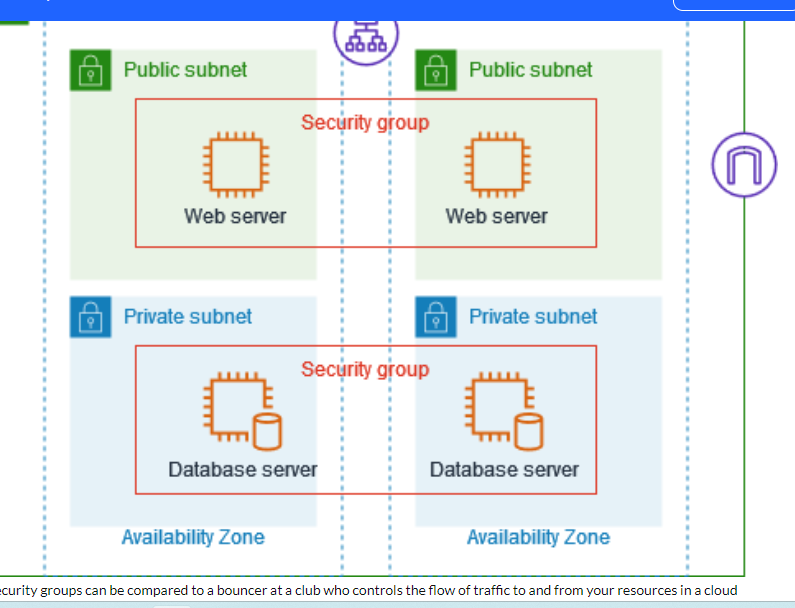 Public subnet
Public subnet
Security group
Web server
Web server
Private subnet
Private subnet
Security group
Database server
Database server
Availability Zone
Availability Zone
groups can be compared to a bouncer at a club who controls the flow of traffic to and from your resources in a cloud